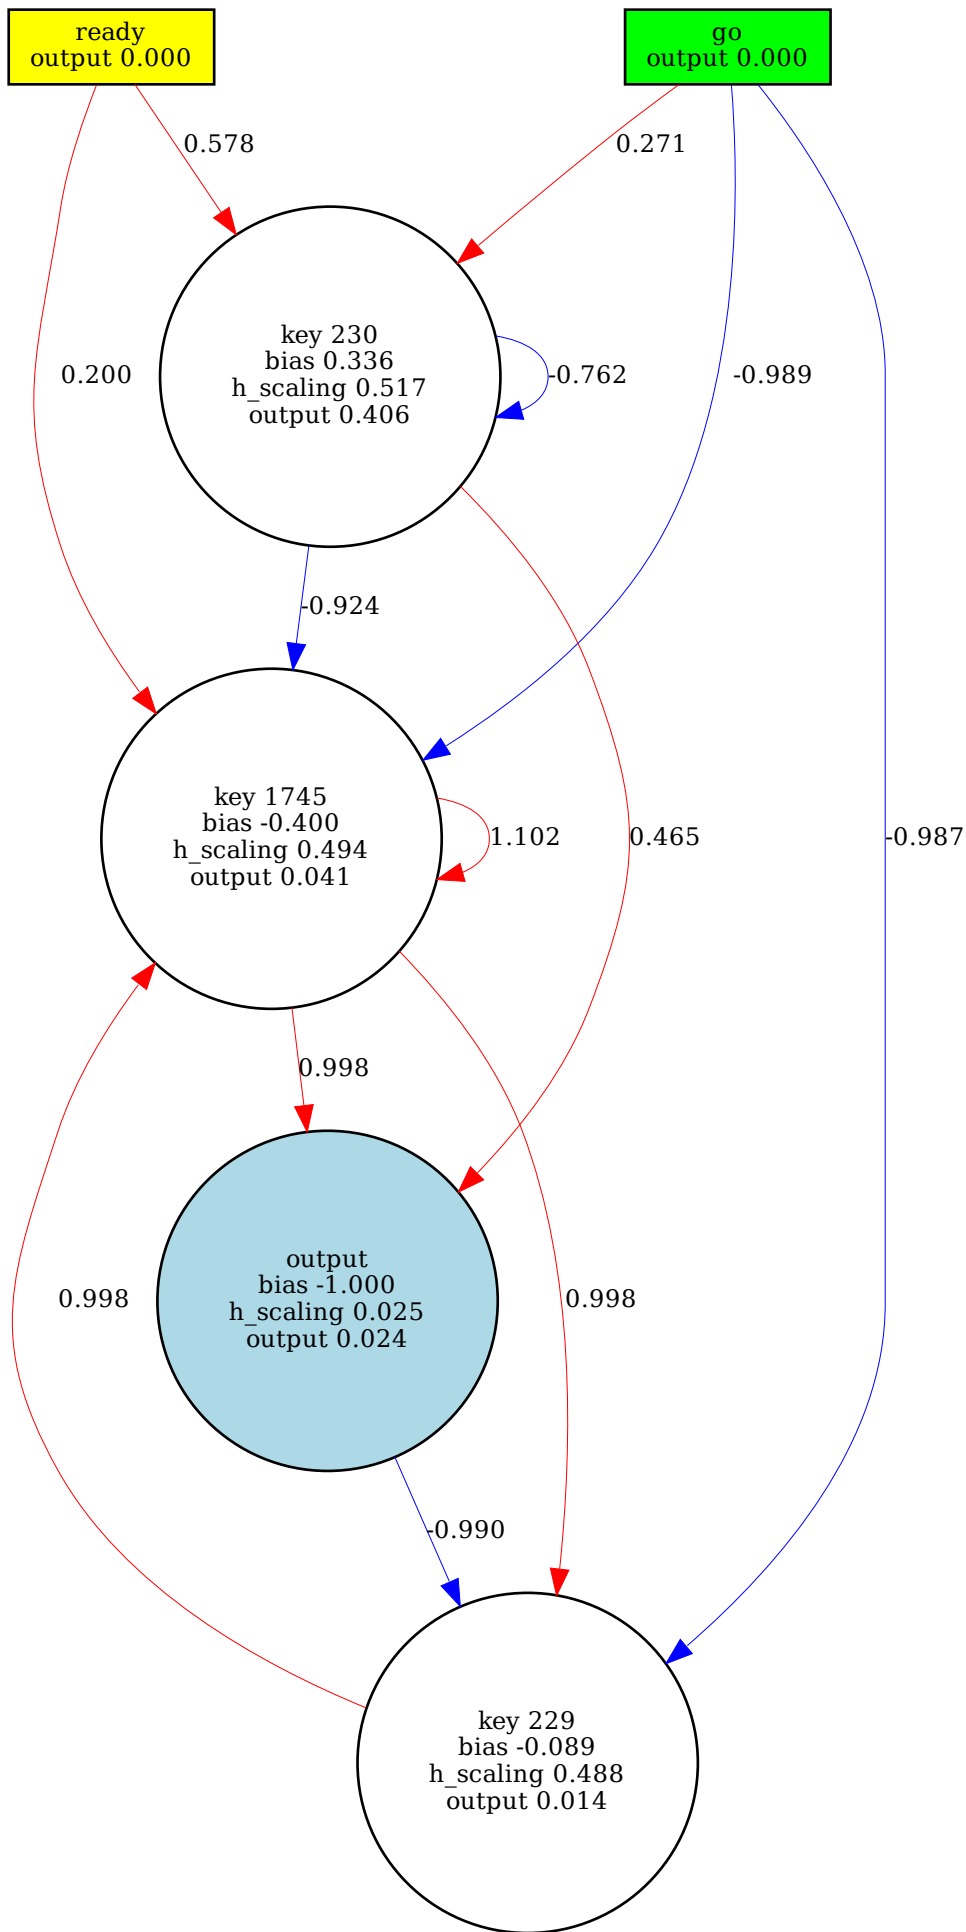 ready
output 0.000
go
output 0.000
0.578
0.271
key 230
bias 0.336
h_scaling 0.517
output 0.406
0.200
-0.762
-0.989
-0.924
key 1745
bias -0.400
h_scaling 0.494
output 0.041
1.102
0.465
-0.987
0.998
output
bias -1.000
h_scaling 0.025
output 0.024
0.998
0.998
-0.990
key 229
bias -0.089
h_scaling 0.488
output 0.014